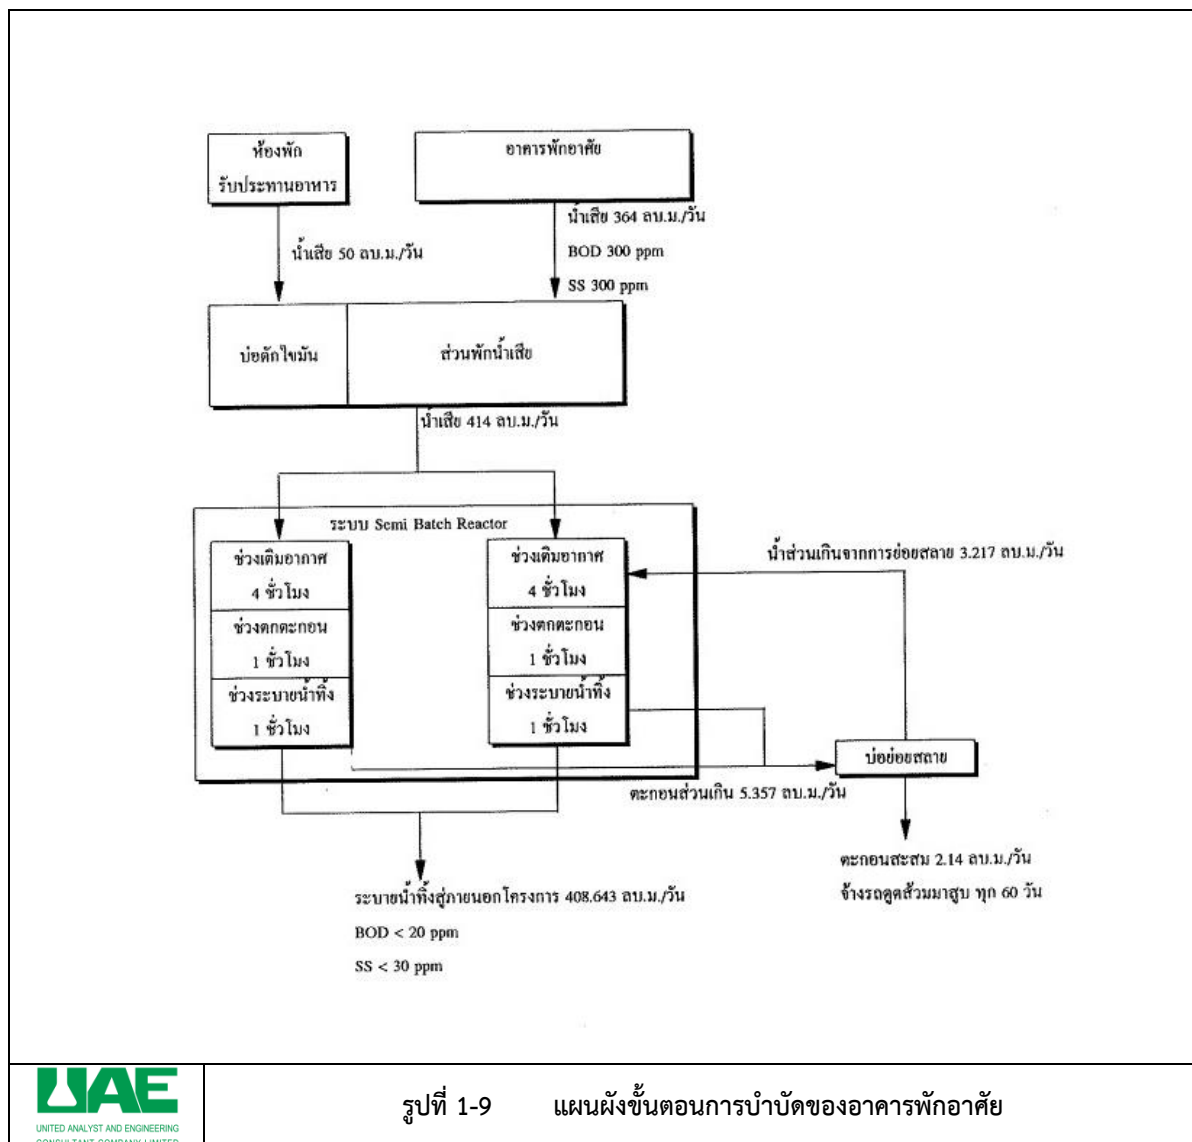 ห้องพัก
รับประทานอาหาร
อาคารพักอาศัย
น้ำเสีย 50 ลบ.ม./วัน
น้ำเสีย 364 ลบ.ม./วัน
BOD 300 ppm
SS 300 ppm
บ่อดักไขมัน
ส่วนพักน้ำเสีย
น้ำเสีย 414 ลบ.ม./วัน
ระบบ Semi Batch Reactor
ช่วงเติมอากาศ
4 ชั่วโมง
ช่วงตกตะกอน
1 ชั่วโมง
ช่วงระบายน้ำทิ้ง
1 ชั่วโมง
ช่วงเติมอากาศ
4 ชั่วโมง
ช่วงตกตะกอน
1 ชั่วโมง
ช่วงระบายน้ำทิ้ง
1 ชั่วโมง
น้ำส่วนเกินจากการย่อยสลาย 3.217 ลบ.ม./วัน
บ่อย่อยสลาย
ตะกอนส่วนเกิน 5.357 ลบ.ม./วัน
ตะกอนสะสม 2.14 ลบ.ม./วัน
จ้างรถดูดส้วมมาสูบ ทุก 60 วัน
ระบายน้ำทิ้งสู่ภายนอกโครงการ 408.643 ลบ.ม./วัน
BOD < 20 ppm
SS < 30 ppm
UAE
UNITED ANALYST AND ENGINEERING
CONSULTANT COMPANY LIMITED
รูปที่ 1-9 แผนผังขั้นตอนการบำบัดของอาคารพักอาศัย